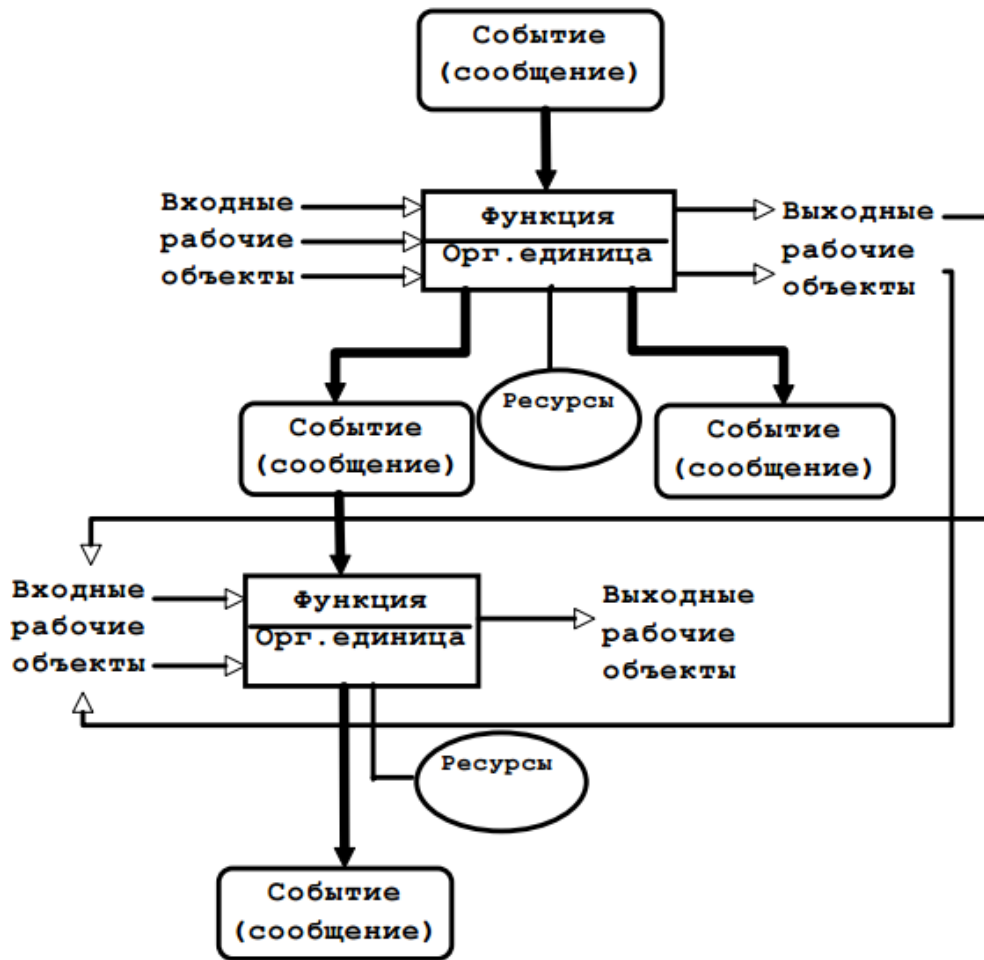 Событие
(сообщение)
Входные
рабочие
объекты
Функция
Орг.единица
Выходные
рабочие
объекты
Ресурсы
Событие
(сообщение)
Событие
(сообщение)
Входные
рабочие
объекты
Функция
Орг.единица
Выходные
рабочие
объекты
Ресурсы
Событие
(сообщение)